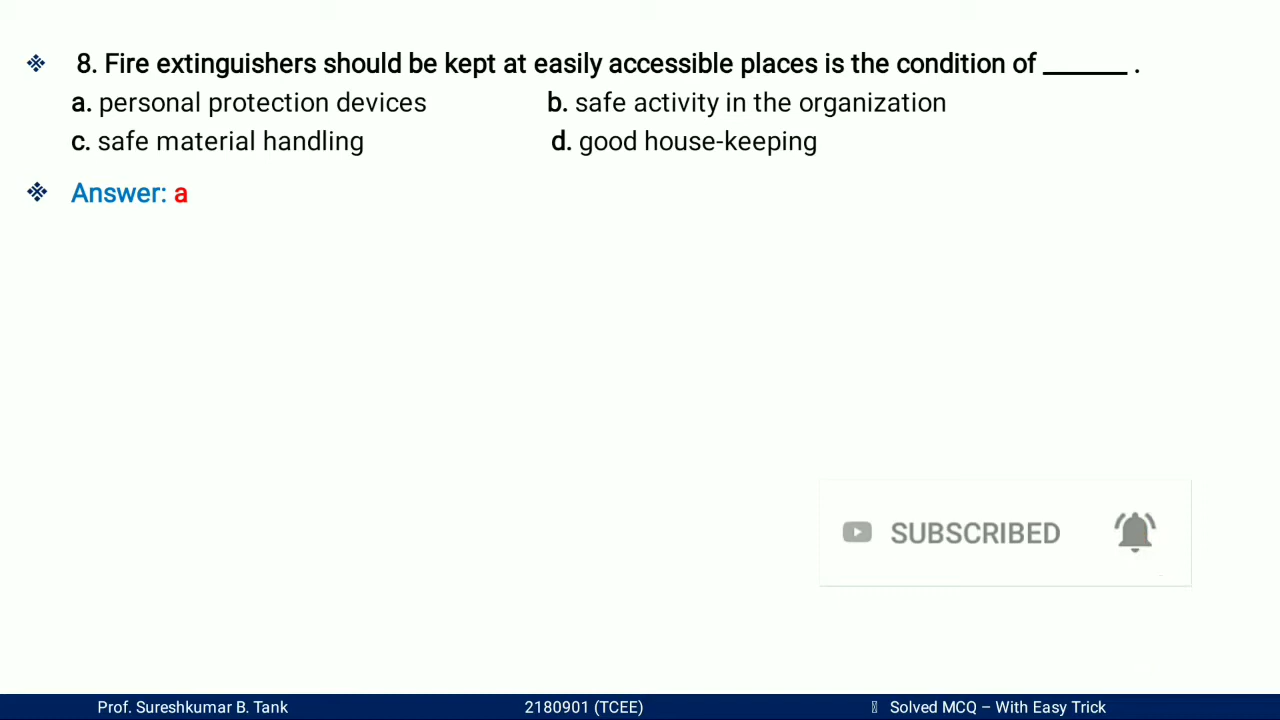 ❖ 8. Fire extinguishers should be kept at easily accessible places is the condition of _______ .
a. personal protection devices b. safe activity in the organization
c. safe material handling d. good house-keeping
❖ Answer: a
SUBSCRIBED
Prof. Sureshkumar B. Tank 2180901 (TCEE) Solved MCQ – With Easy Trick